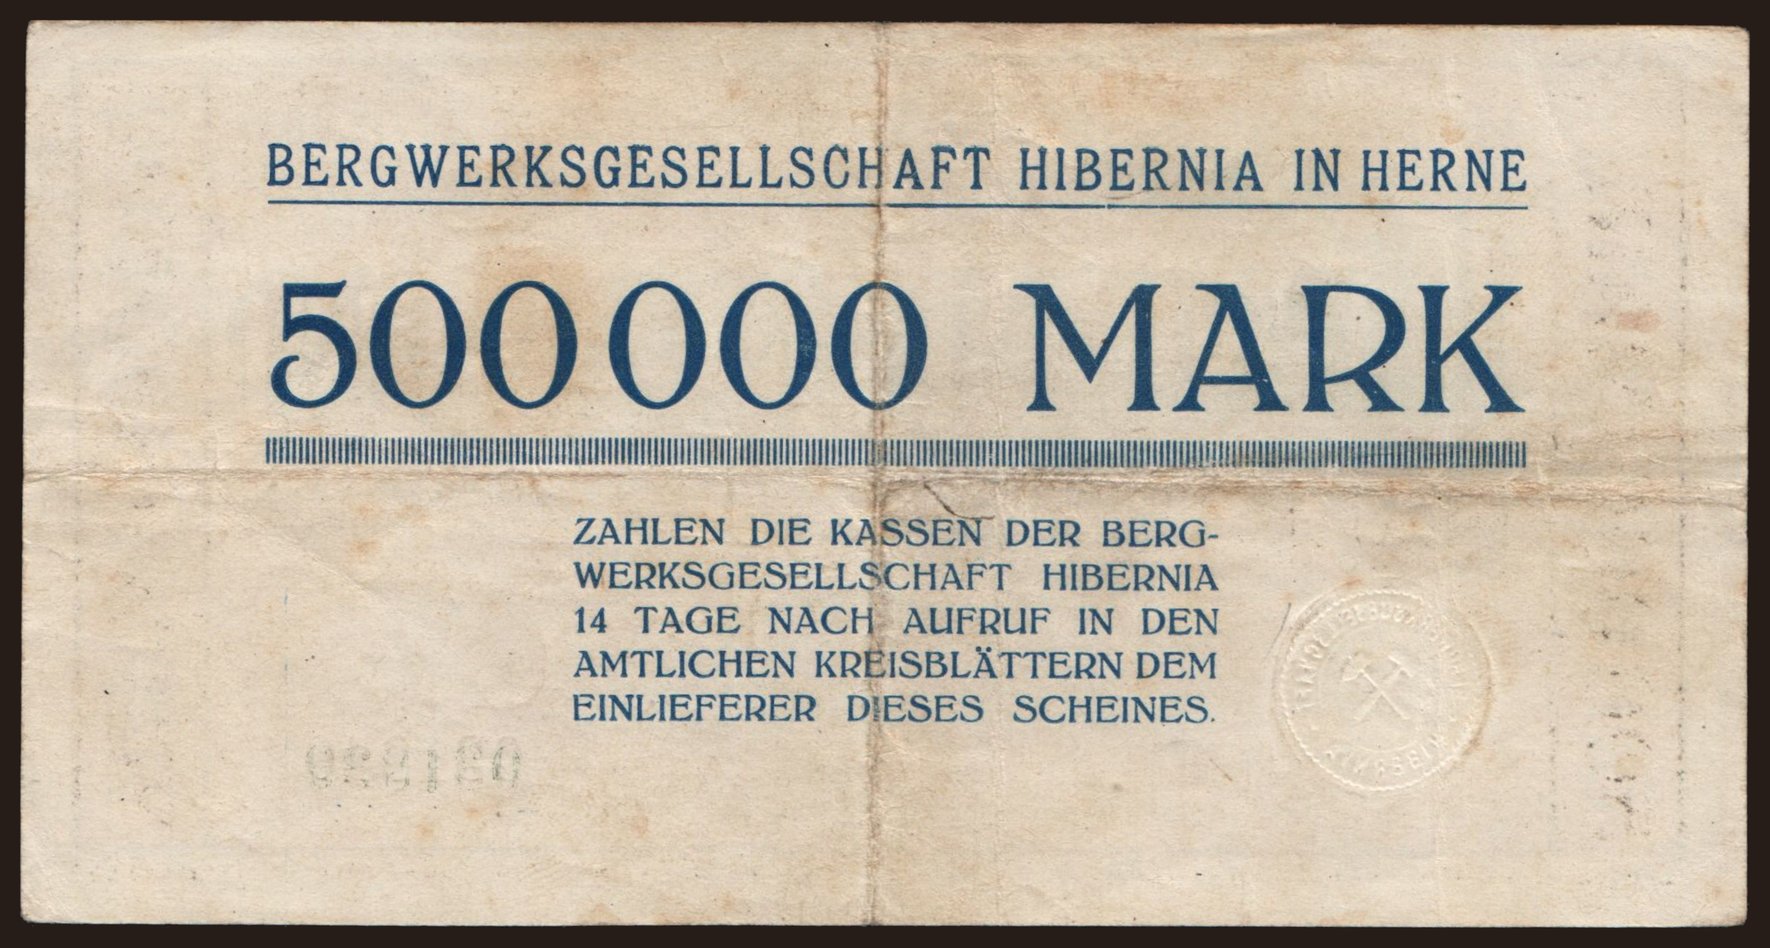 BERGWERKSGESELLSCHAFT HIBERNIA IN HERNE
500000 MARK
ZAHLEN DIE KASSEN DER BERG-
WERKSGESELLSCHAFT HIBERNIA
14 TAGE NACH AUFRUF IN DEN
AMTLICHEN KREISBLÄTTERN DEM
EINLIEFERER DIESES SCHEINES.